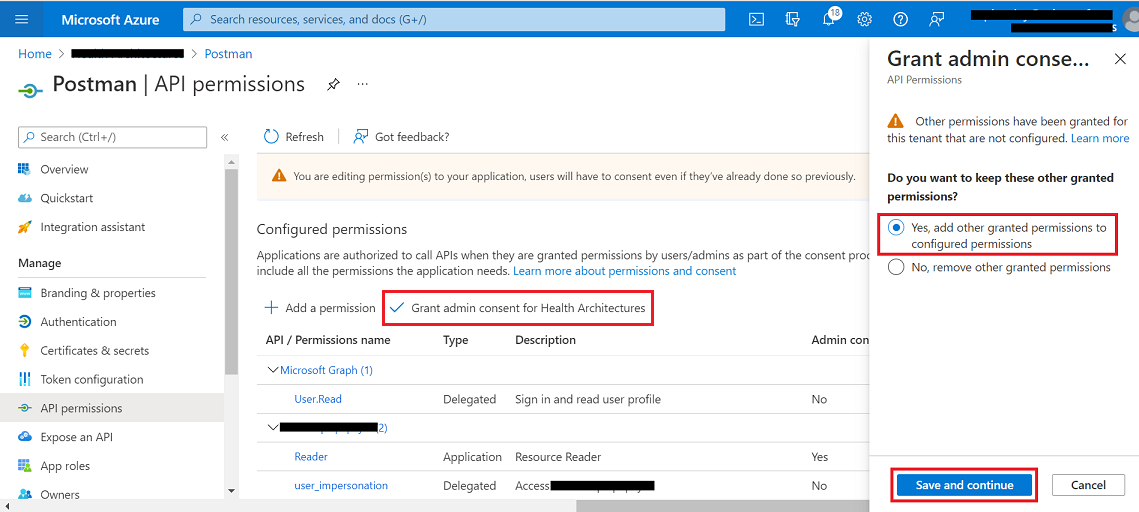 Microsoft Azure
Search resources, services, and docs (G+/)
18
s
Home > > Postman
Postman | API permissions
...
Search (Ctrl+/)
«
Overview
Quickstart
Integration assistant
Manage
Branding & properties
Authentication
Certificates & secrets
Token configuration
API permissions
Expose an API
App roles
Owners
Refresh
Got feedback?
You are editing permission(s) to your application, users will have to consent even if they've already done so previously.
Configured permissions
Applications are authorized to call APIs when they are granted permissions by users/admins as part of the consent proc
include all the permissions the application needs. Learn more about permissions and consent
Add a permission
Grant admin consent for Health Architectures
API / Permissions name Type Description Admin con
Microsoft Graph (1)
User.Read Delegated Sign in and read user profile No
(2)
Reader Application Resource Reader Yes
user_impersonation Delegated Access No
Grant admin conse...
API Permissions
Other permissions have been granted for
this tenant that are not configured. Learn more
Do you want to keep these other granted
permissions?
Yes, add other granted permissions to
configured permissions
No, remove other granted permissions
Save and continue
Cancel